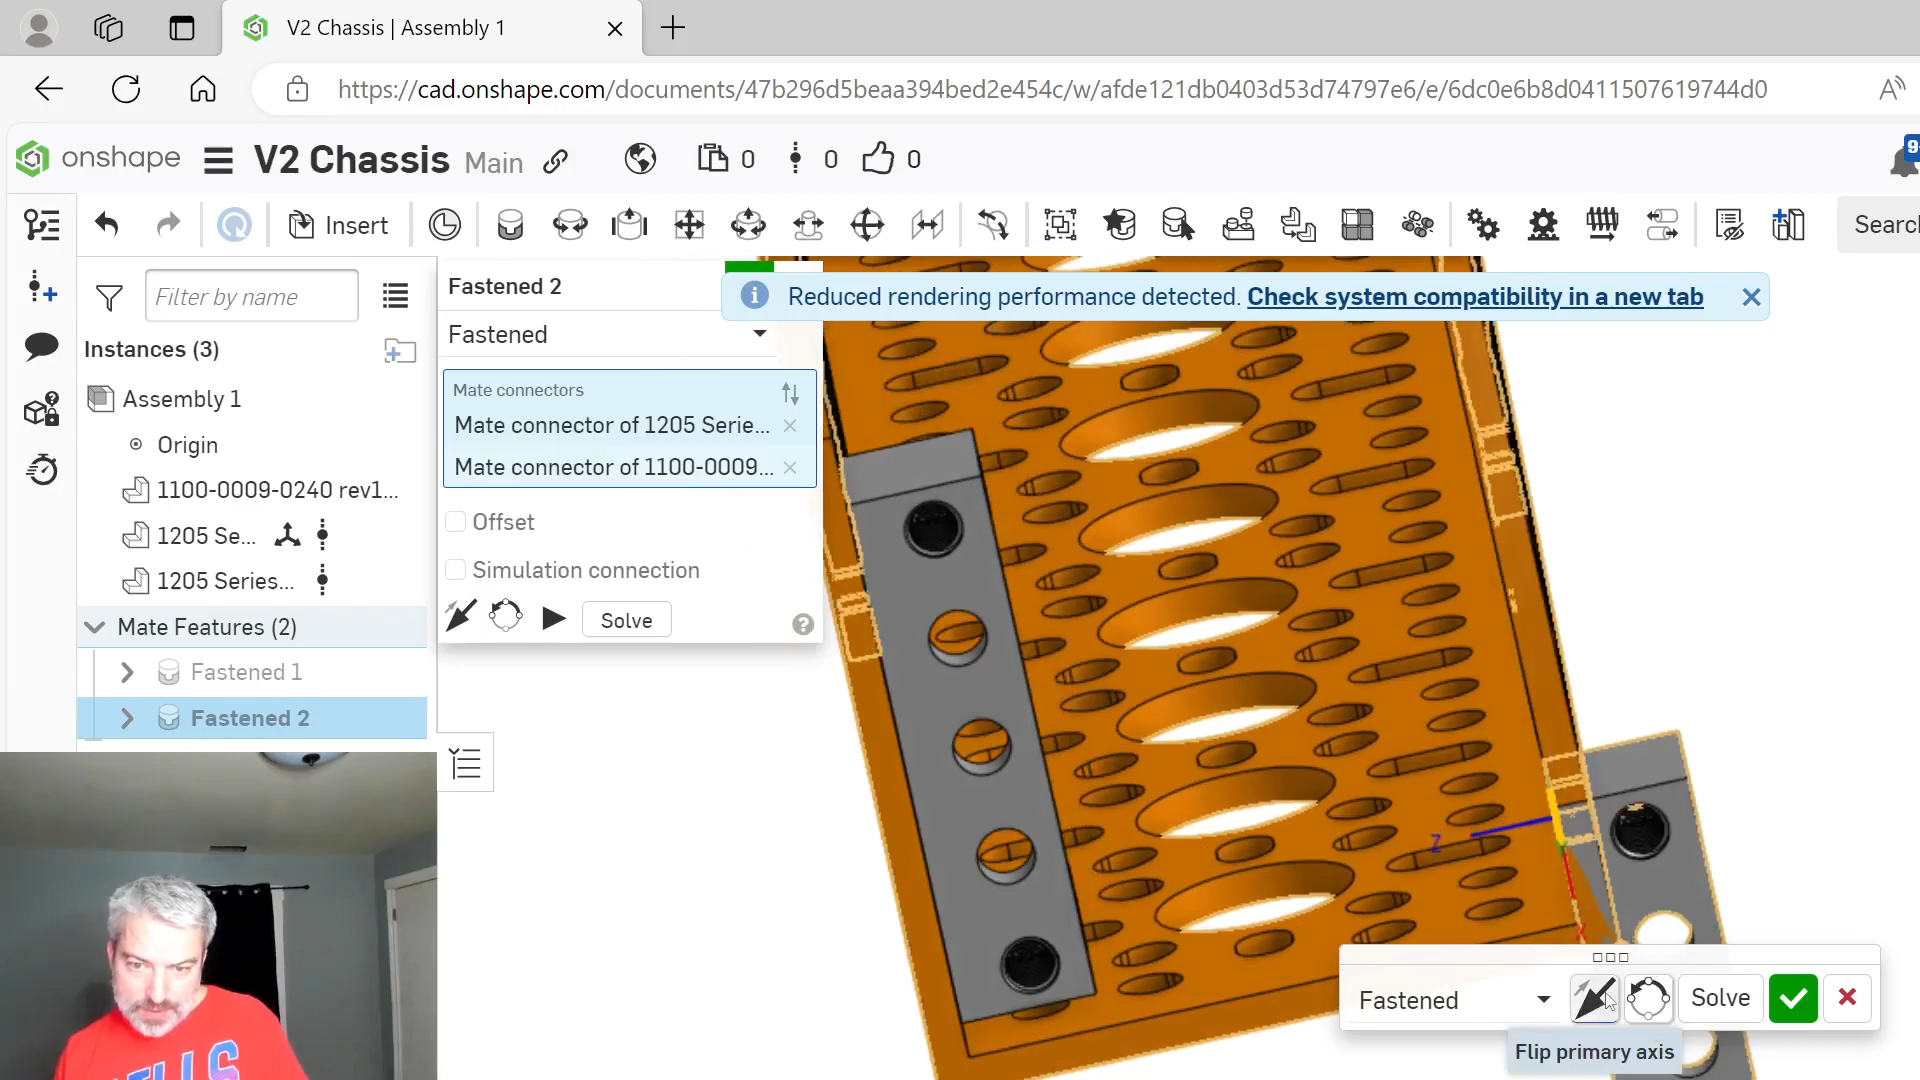 V2 Chassis | Assembly 1
https://cad.onshape.com/documents/47b296d5beaa394bed2e454c/w/afde121db0403d53d74797e6/e/6dc0e6b8d0411507619744d0
onshape V2 Chassis Main 0 0 0 9
Insert Searc
Filter by name
Instances (3)
Assembly 1
Origin
1100-0009-0240 rev1...
1205 Se...
1205 Series...
Mate Features (2)
Fastened 1
Fastened 2
Fastened 2
Fastened
Mate connectors
Mate connector of 1205 Serie...
Mate connector of 1100-0009...
Offset
Simulation connection
Solve
Reduced rendering performance detected. Check system compatibility in a new tab
Z
Fastened Solve
Flip primary axis